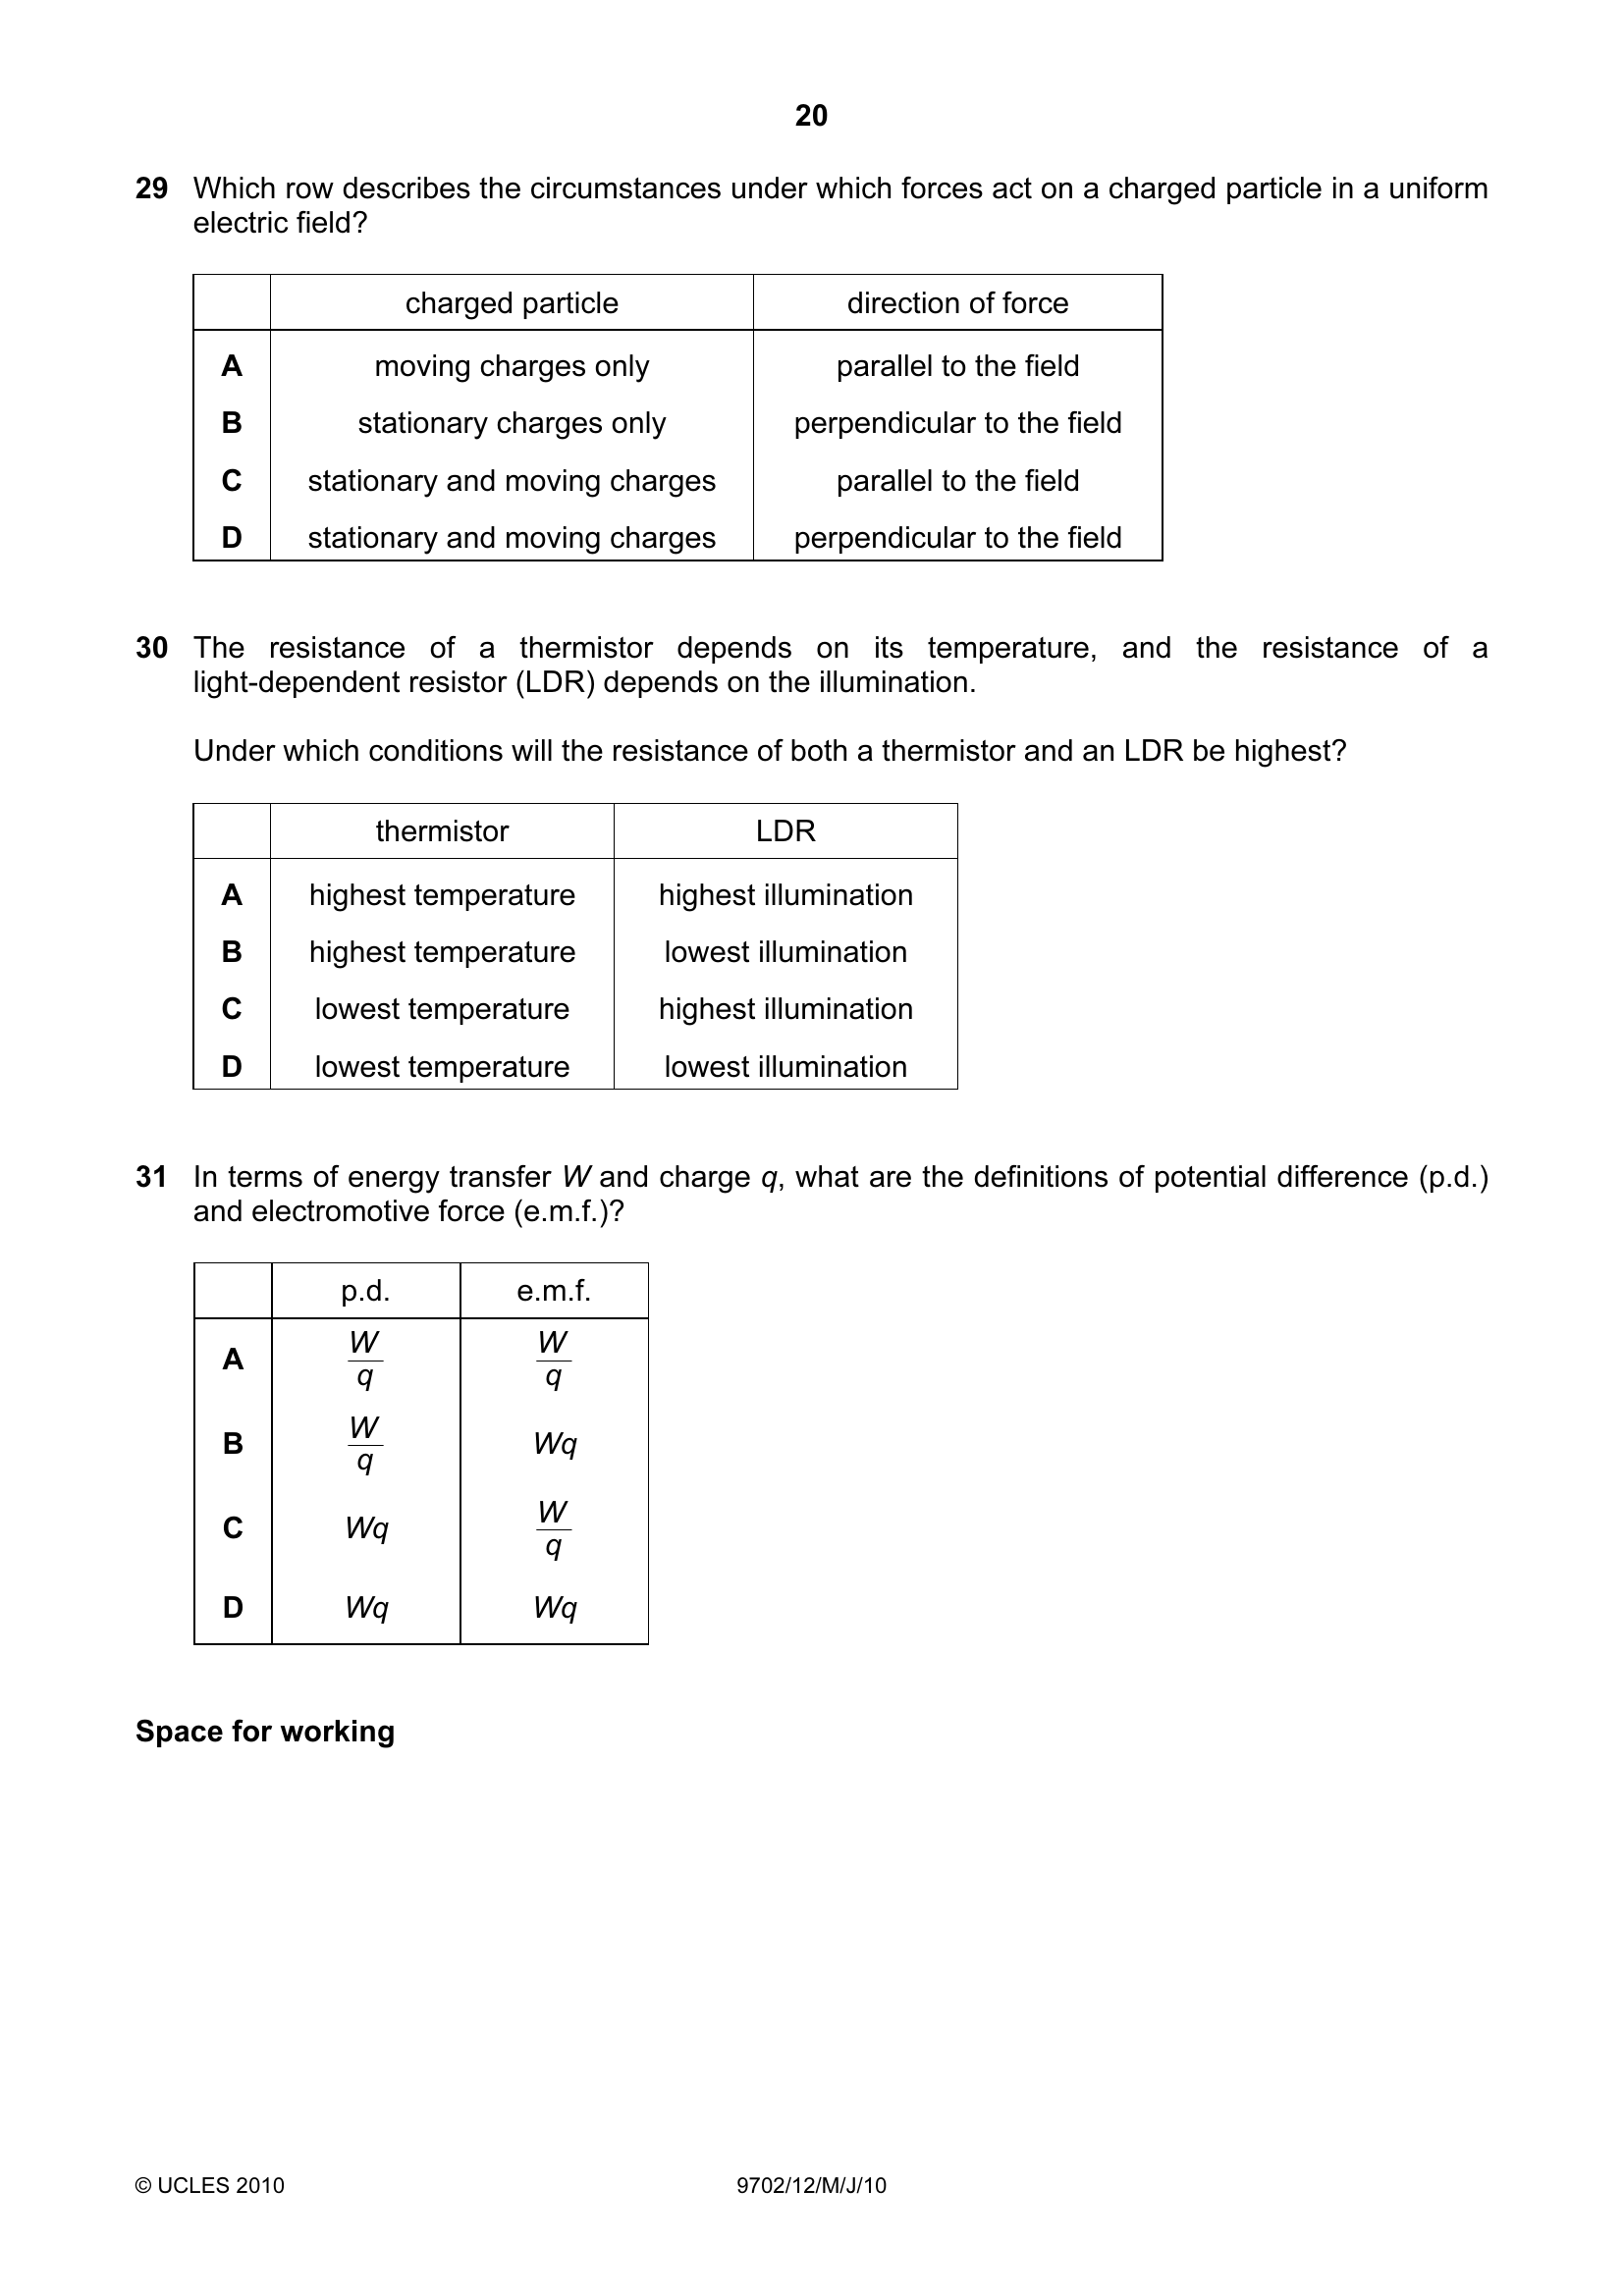 20
29 Which row describes the circumstances under which forces act on a charged particle in a uniform
electric field?
charged particle direction of force
A moving charges only parallel to the field
B stationary charges only perpendicular to the field
C stationary and moving charges parallel to the field
D stationary and moving charges perpendicular to the field
30 The resistance of a thermistor depends on its temperature, and the resistance of a
light-dependent resistor (LDR) depends on the illumination.
Under which conditions will the resistance of both a thermistor and an LDR be highest?
thermistor LDR
A highest temperature highest illumination
B highest temperature lowest illumination
C lowest temperature highest illumination
D lowest temperature lowest illumination
31 In terms of energy transfer W and charge q, what are the definitions of potential difference (p.d.)
and electromotive force (e.m.f.)?
p.d. e.m.f.
A W/q W/q
B W/q Wq
C Wq W/q
D Wq Wq
Space for working
© UCLES 2010 9702/12/M/J/10